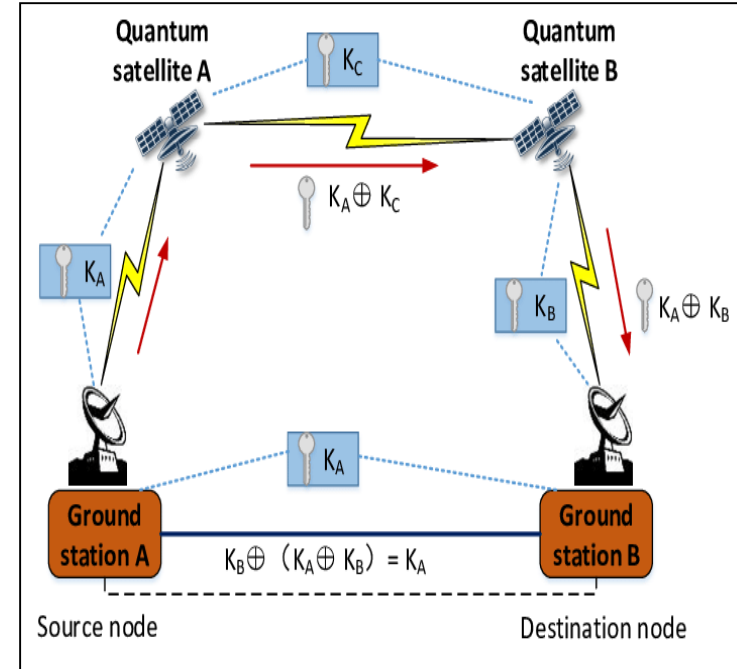 Quantum
satellite A
K_C
Quantum
satellite B
K_A ⊕ K_C
K_A
K_B
K_A ⊕ K_B
K_A
Ground
station A
Ground
station B
K_B ⊕ （K_A ⊕ K_B）= K_A
Source node
Destination node